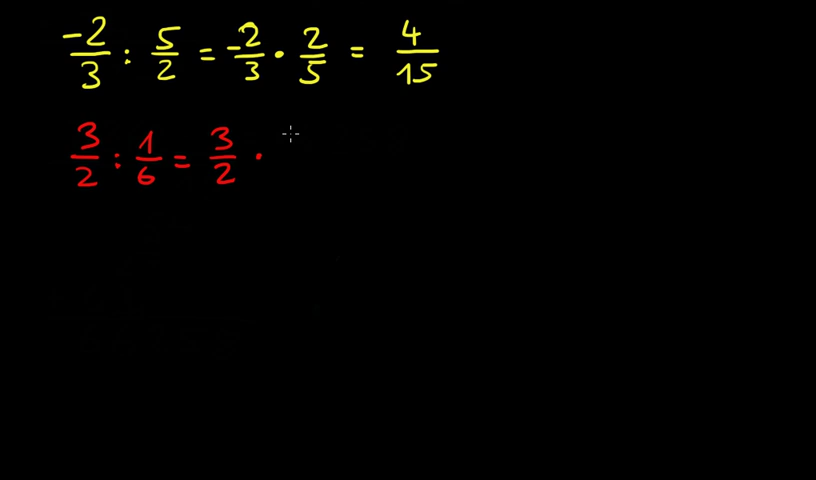 -2/3 : 5/2 = -2/3 · 2/5 = 4/15
3/2 : 1/6 = 3/2 ·